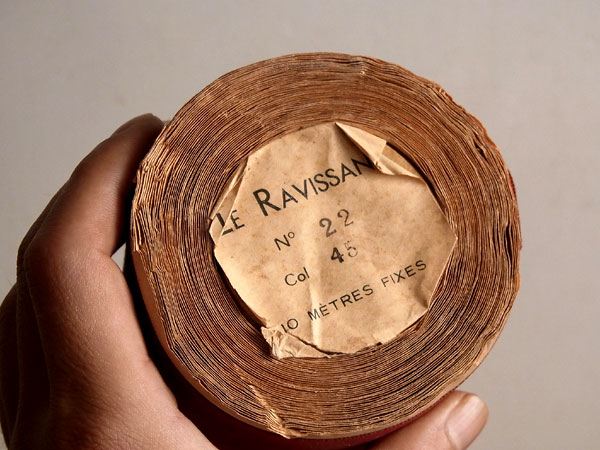 LE RAVISSAN
N° 22
Col 45
10 MÈTRES FIXES